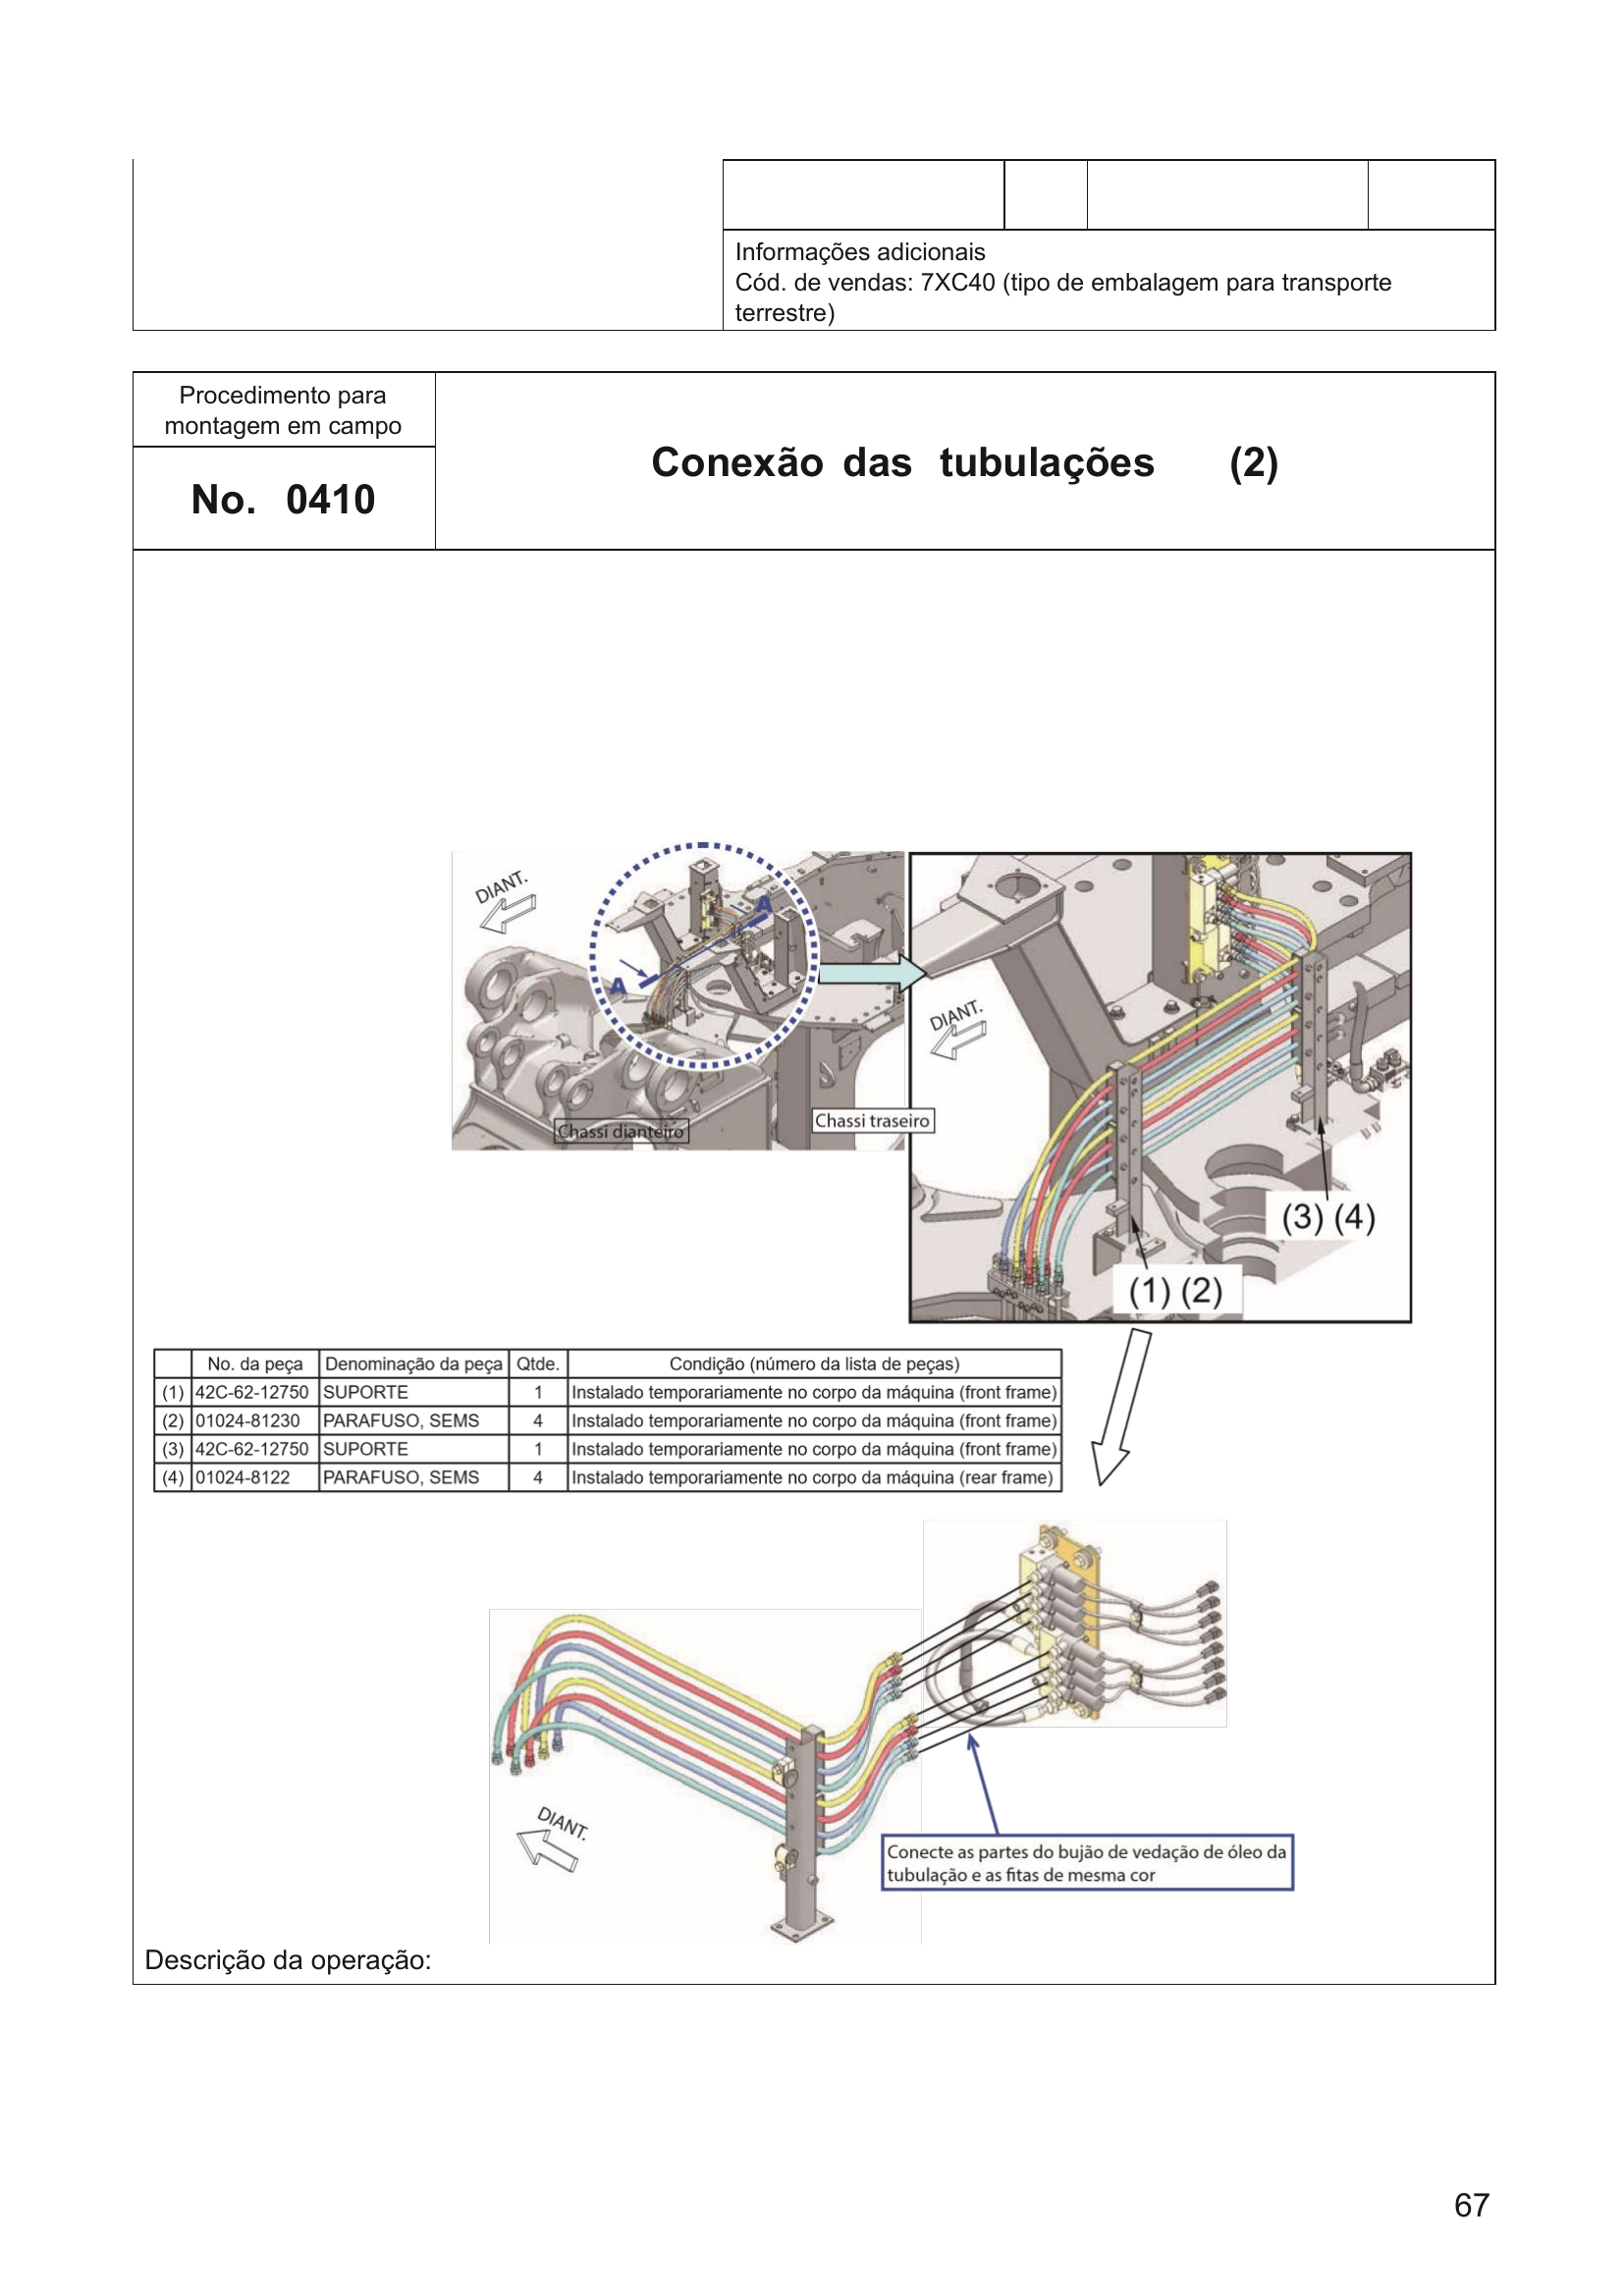 Informações adicionais
Cód. de vendas: 7XC40 (tipo de embalagem para transporte
terrestre)
Procedimento para
montagem em campo
No. 0410
Conexão das tubulações (2)
DIANT.
A
A
Chassi dianteiro
Chassi traseiro
DIANT.
(3) (4)
(1) (2)
No. da peça Denominação da peça Qtde. Condição (número da lista de peças)
(1) 42C-62-12750 SUPORTE 1 Instalado temporariamente no corpo da máquina (front frame)
(2) 01024-81230 PARAFUSO, SEMS 4 Instalado temporariamente no corpo da máquina (front frame)
(3) 42C-62-12750 SUPORTE 1 Instalado temporariamente no corpo da máquina (front frame)
(4) 01024-8122 PARAFUSO, SEMS 4 Instalado temporariamente no corpo da máquina (rear frame)
DIANT.
Conecte as partes do bujão de vedação de óleo da
tubulação e as fitas de mesma cor
Descrição da operação:
67